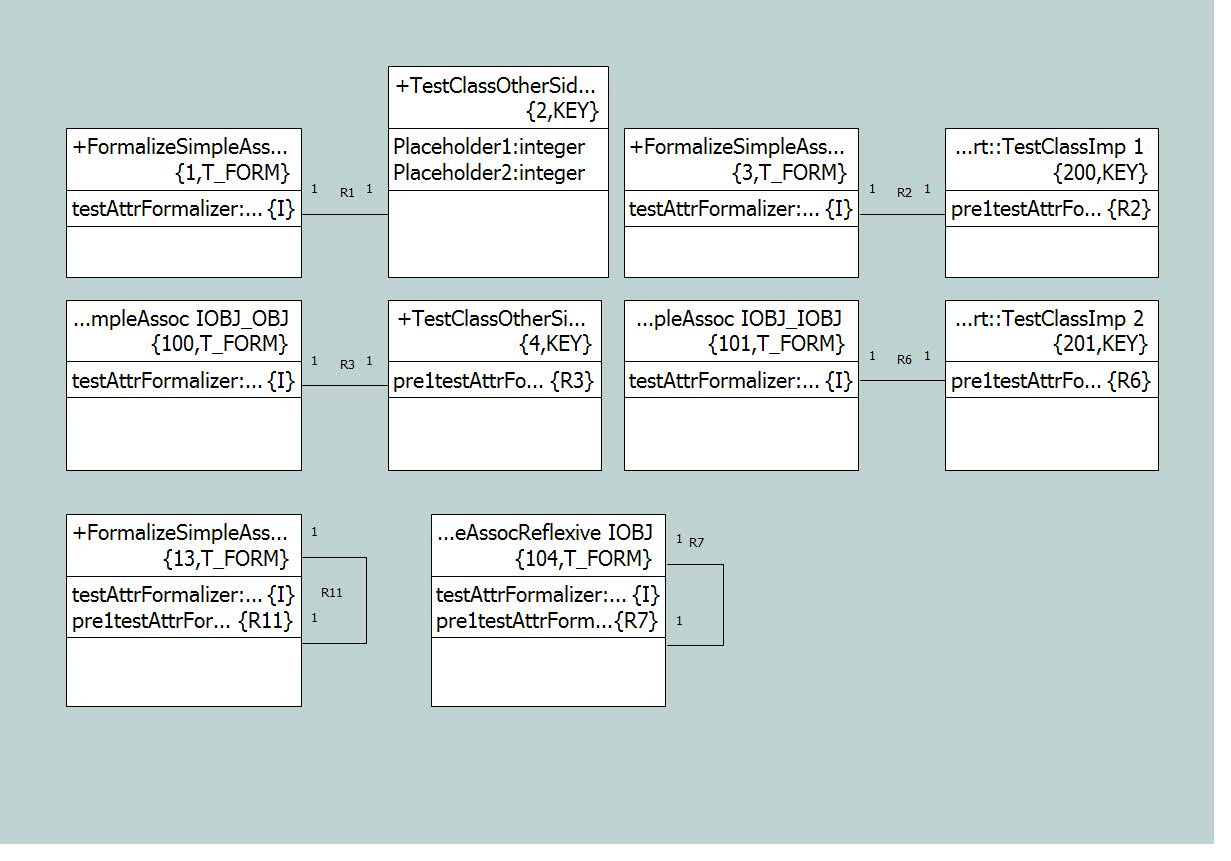 +TestClassOtherSid...
{2,KEY}
Placeholder1:integer
Placeholder2:integer
+FormalizeSimpleAss...
{1,T_FORM}
testAttrFormalizer:... {I}
1 R1 1
+FormalizeSimpleAss...
{3,T_FORM}
testAttrFormalizer:... {I}
1 R2 1
...rt::TestClassImp 1
{200,KEY}
pre1testAttrFo... {R2}
...mpleAssoc IOBJ_OBJ
{100,T_FORM}
testAttrFormalizer:... {I}
1 R3 1
+TestClassOtherSi...
{4,KEY}
pre1testAttrFo... {R3}
...pleAssoc IOBJ_IOBJ
{101,T_FORM}
testAttrFormalizer:... {I}
1 R6 1
...rt::TestClassImp 2
{201,KEY}
pre1testAttrFo... {R6}
+FormalizeSimpleAss...
{13,T_FORM}
testAttrFormalizer:... {I}
pre1testAttrFor... {R11}
1
R11
1
...eAssocReflexive IOBJ
{104,T_FORM}
testAttrFormalizer:... {I}
pre1testAttrForm...{R7}
1 R7
1